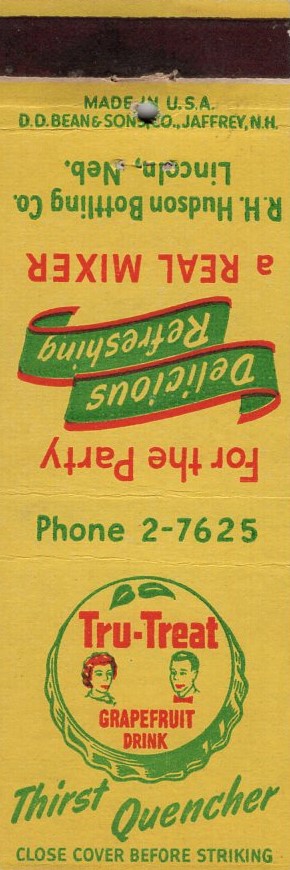 MADE IN U.S.A.
D.D. BEAN & SONS CO., JAFFREY, N.H.
For the Party
Delicious
Refreshing
a REAL MIXER
R.H. Hudson Bottling Co.
Lincoln, Neb.
Phone 2-7625
Tru-Treat
GRAPEFRUIT
DRINK
Thirst Quencher
CLOSE COVER BEFORE STRIKING